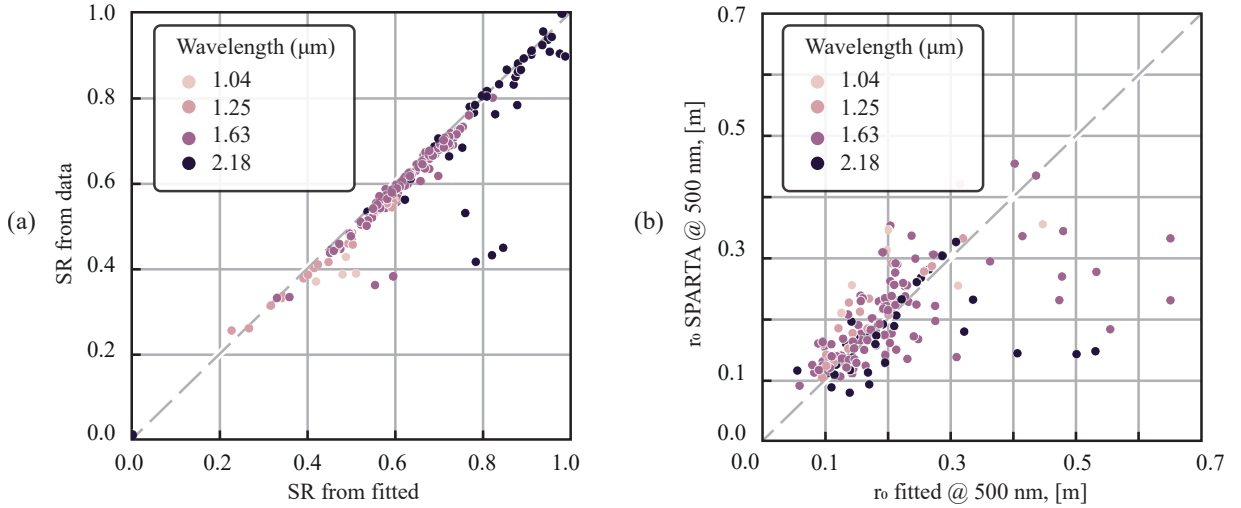 (a)
SR from data
1.0
0.8
0.6
0.4
0.2
0.0
Wavelength (μm)
1.04
1.25
1.63
2.18
0.0 0.2 0.4 0.6 0.8 1.0
SR from fitted
(b)
r₀ SPARTA @ 500 nm, [m]
0.7
0.5
0.3
0.1
0.0
Wavelength (μm)
1.04
1.25
1.63
2.18
0.0 0.1 0.3 0.5 0.7
r₀ fitted @ 500 nm, [m]